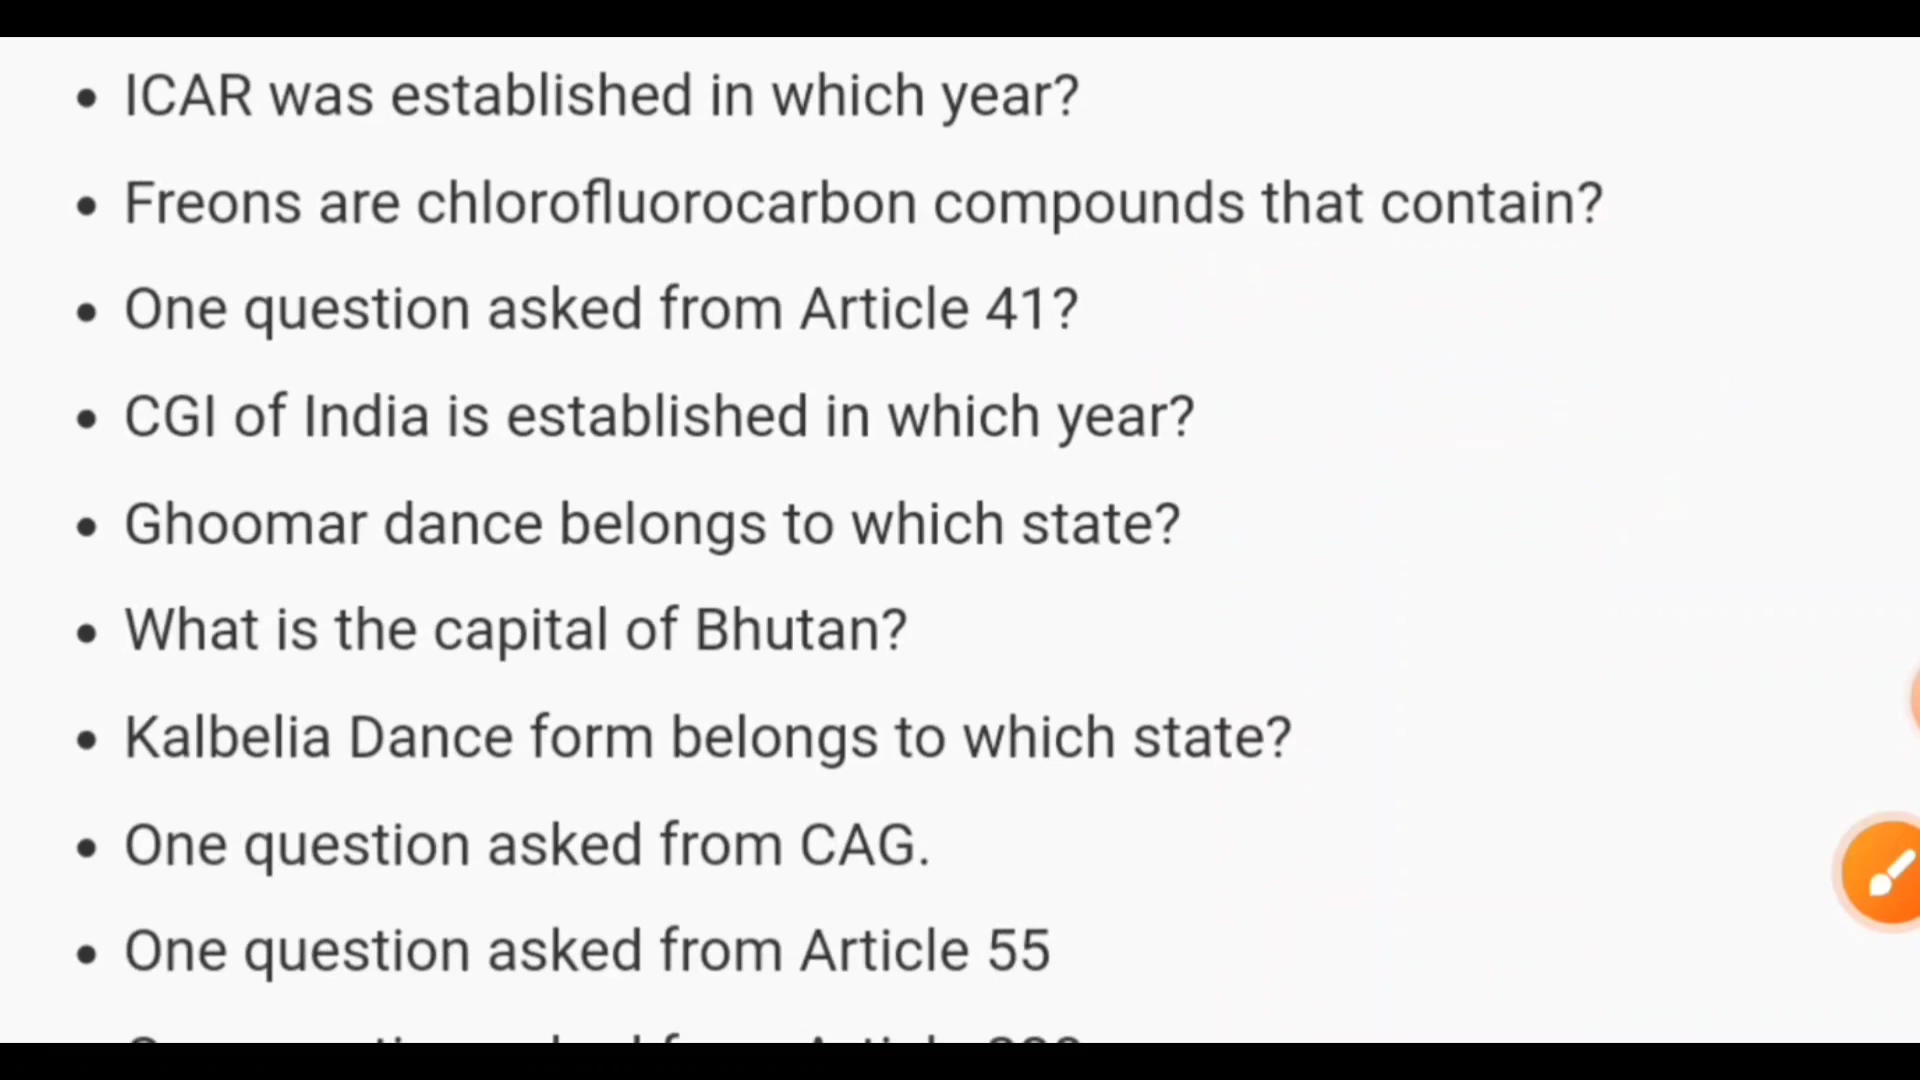 • ICAR was established in which year?
• Freons are chlorofluorocarbon compounds that contain?
• One question asked from Article 41?
• CGI of India is established in which year?
• Ghoomar dance belongs to which state?
• What is the capital of Bhutan?
• Kalbelia Dance form belongs to which state?
• One question asked from CAG.
• One question asked from Article 55